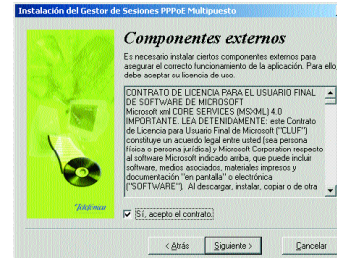 Instalación del Gestor de Sesiones PPPoE Multipuesto
Componentes externos
Es necesario instalar ciertos componentes externos para
asegurar el correcto funcionamiento de la aplicación. Para ello,
debe aceptar su licencia de uso.
CONTRATO DE LICENCIA PARA EL USUARIO FINAL
DE SOFTWARE DE MICROSOFT
Microsoft xml CORE SERVICES (MSXML) 4.0
IMPORTANTE. LEA DETENIDAMENTE: este Contrato
de Licencia para Usuario Final de Microsoft ("CLUF")
constituye un acuerdo legal entre usted (sea persona
física o persona jurídica) y Microsoft Corporation respecto
al software Microsoft indicado arriba, que puede incluir
software, medios asociados, materiales impresos y
documentación "en pantalla" o electrónica
("SOFTWARE"). Al descargar, instalar, copiar o de otra
Telefónica
Sí, acepto el contrato.
< Atrás
Siguiente >
Cancelar